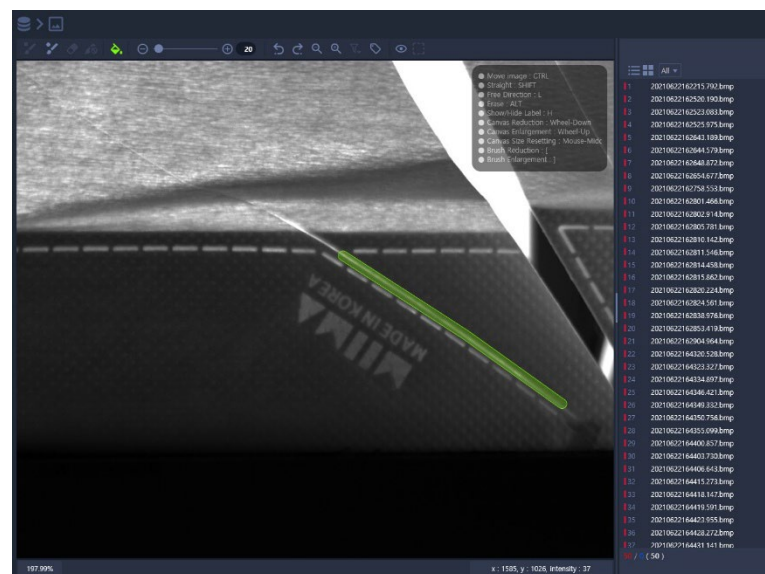 20
Move image : CTRL
Straight : SHIFT
Free Direction : L
Erase : ALT
Show/Hide Label : H
Canvas Reduction : Wheel-Down
Canvas Enlargement : Wheel-Up
Canvas Size Resetting : Mouse-Midd
Brush Reduction : [
Brush Enlargement : ]
MADE IN KOREA
All
1 20210622162215.792.bmp
2 20210622162520.190.bmp
3 20210622162523.083.bmp
4 20210622162525.975.bmp
5 20210622162643.189.bmp
6 20210622162644.579.bmp
7 20210622162648.872.bmp
8 20210622162654.677.bmp
9 20210622162758.553.bmp
10 20210622162801.466.bmp
11 20210622162802.914.bmp
12 20210622162805.781.bmp
13 20210622162810.142.bmp
14 20210622162811.546.bmp
15 20210622162814.458.bmp
16 20210622162815.862.bmp
17 20210622162820.224.bmp
18 20210622162824.561.bmp
19 20210622162838.976.bmp
20 20210622162853.419.bmp
21 20210622162904.964.bmp
22 20210622164320.528.bmp
23 20210622164323.327.bmp
24 20210622164334.897.bmp
25 20210622164346.421.bmp
26 20210622164349.332.bmp
27 20210622164350.756.bmp
28 20210622164355.099.bmp
29 20210622164400.857.bmp
30 20210622164403.730.bmp
31 20210622164406.643.bmp
32 20210622164415.273.bmp
33 20210622164418.147.bmp
34 20210622164419.591.bmp
35 20210622164423.955.bmp
36 20210622164428.272.bmp
37 20210622164431.141.bmp
( 50 )
197.99%
x : 1585, y : 1026, intensity : 37